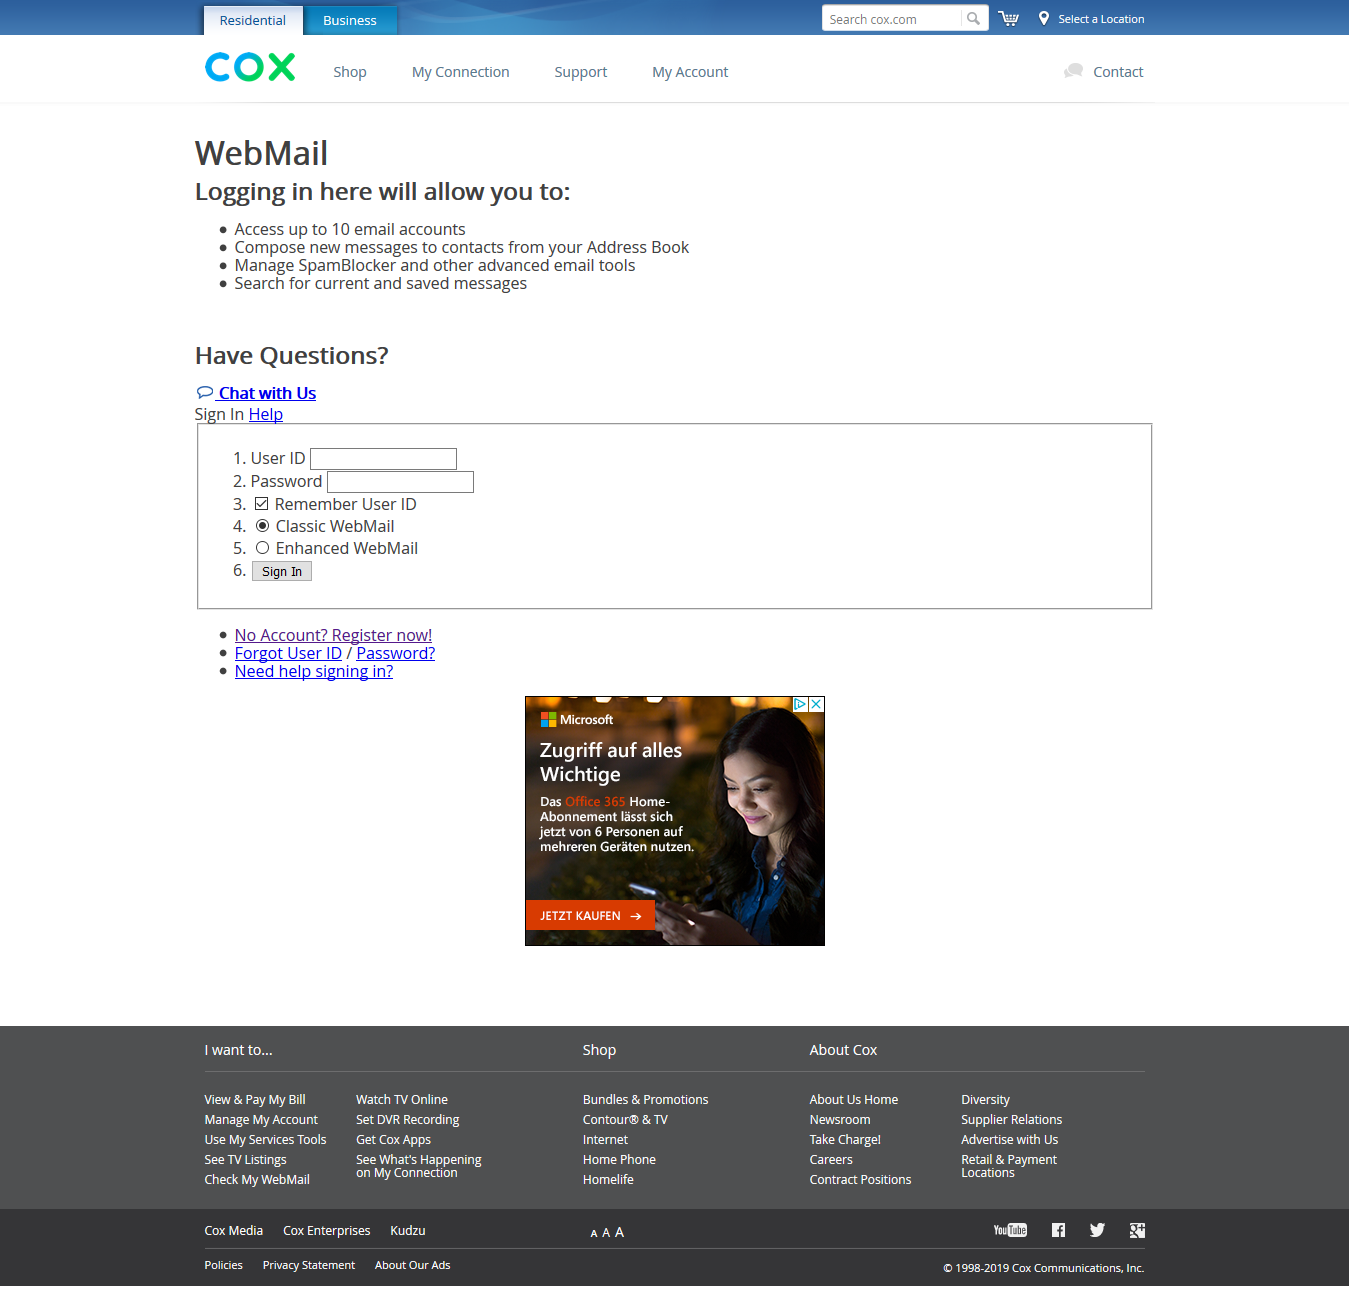 Residential
Business
Search cox.com
Select a Location
COX
Shop
My Connection
Support
My Account
Contact
WebMail
Logging in here will allow you to:
Access up to 10 email accounts
Compose new messages to contacts from your Address Book
Manage SpamBlocker and other advanced email tools
Search for current and saved messages
Have Questions?
Chat with Us
Sign In Help
1. User ID
2. Password
3. Remember User ID
4. Classic WebMail
5. Enhanced WebMail
6. Sign In
No Account? Register now!
Forgot User ID / Password?
Need help signing in?
Microsoft
Zugriff auf alles
Wichtige
Das Office 365 Home-
Abonnement lässt sich
jetzt von 6 Personen auf
mehreren Geräten nutzen.
JETZT KAUFEN →
I want to...
View & Pay My Bill
Manage My Account
Use My Services Tools
See TV Listings
Check My WebMail
Watch TV Online
Set DVR Recording
Get Cox Apps
See What's Happening
on My Connection
Shop
Bundles & Promotions
Contour® & TV
Internet
Home Phone
Homelife
About Cox
About Us Home
Newsroom
Take Charge!
Careers
Contract Positions
Diversity
Supplier Relations
Advertise with Us
Retail & Payment
Locations
Cox Media
Cox Enterprises
Kudzu
A A A
YouTube
Policies
Privacy Statement
About Our Ads
© 1998-2019 Cox Communications, Inc.